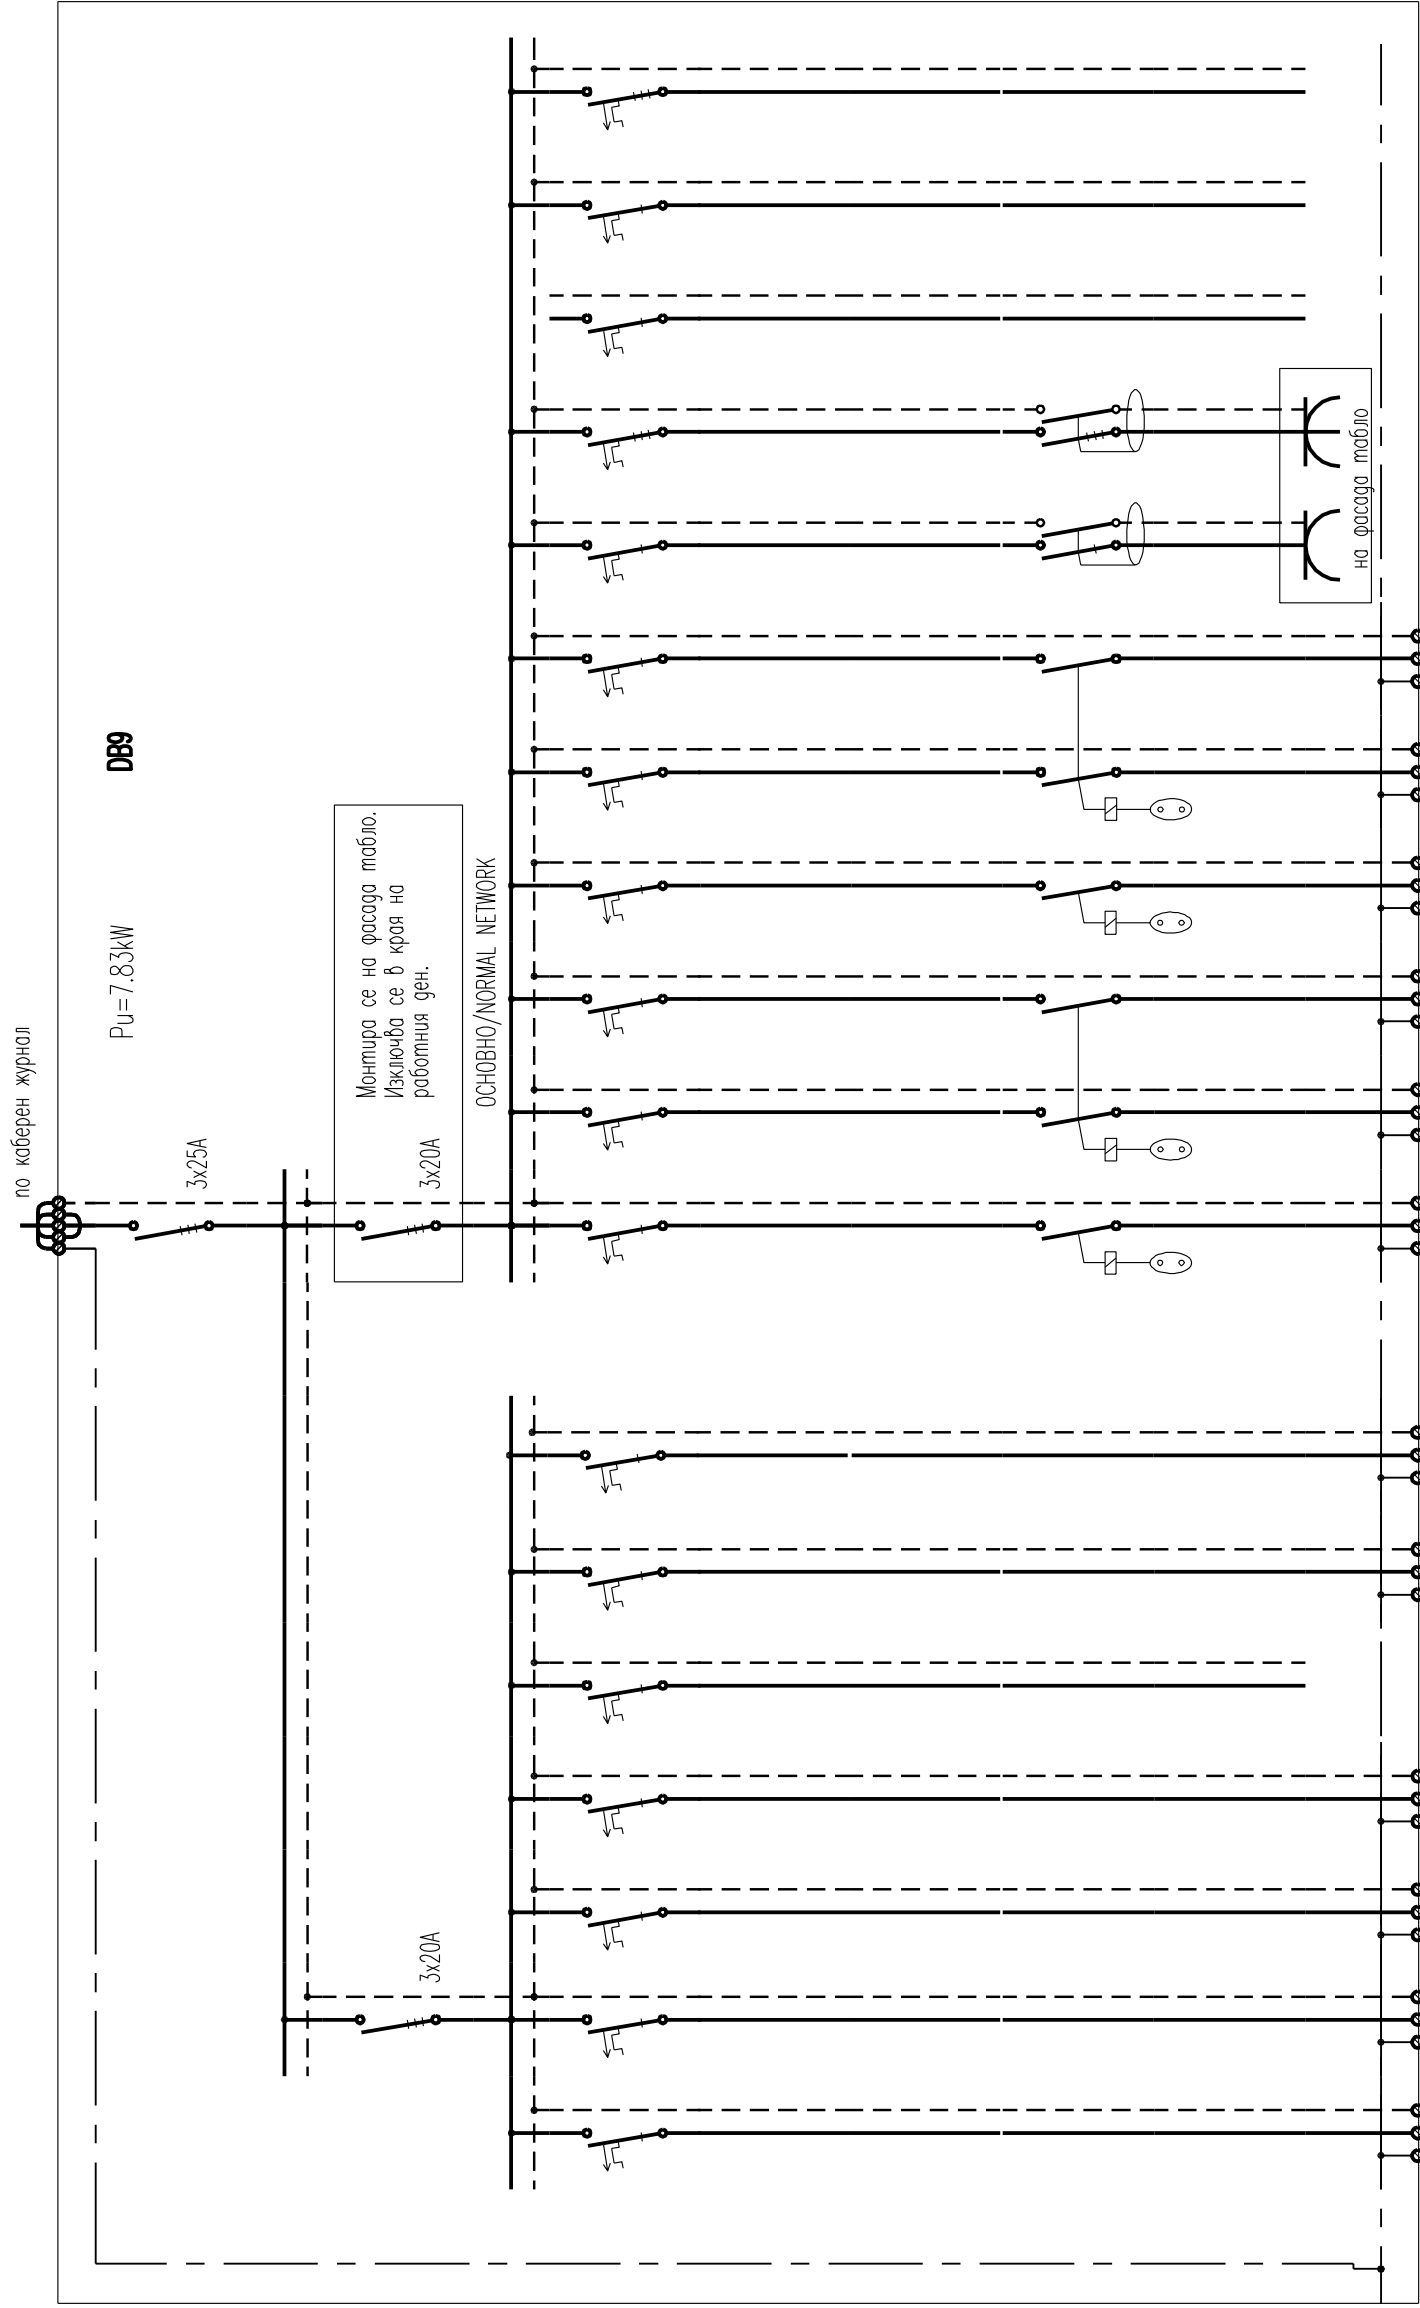 по каберен журнал
DB9
Pu=7.83kW
3x25A
Монтира се на фасада табло.
Изключва се в края на
работния ден.
3x20A
ОСНОВНО/NORMAL NETWORK
на фасада табло
3x20A